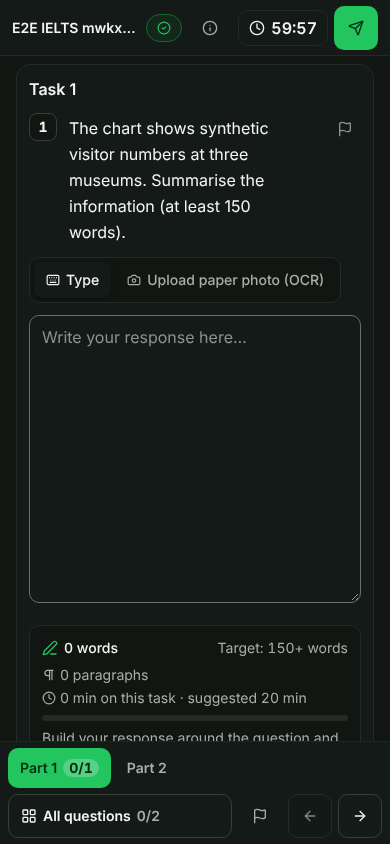 E2E IELTS mwkx...
59:57
Task 1
1
The chart shows synthetic
visitor numbers at three
museums. Summarise the
information (at least 150
words).
Type
Upload paper photo (OCR)
Write your response here...
0 words
Target: 150+ words
0 paragraphs
0 min on this task · suggested 20 min
Build your response around the question and
Part 1 0/1
Part 2
All questions 0/2